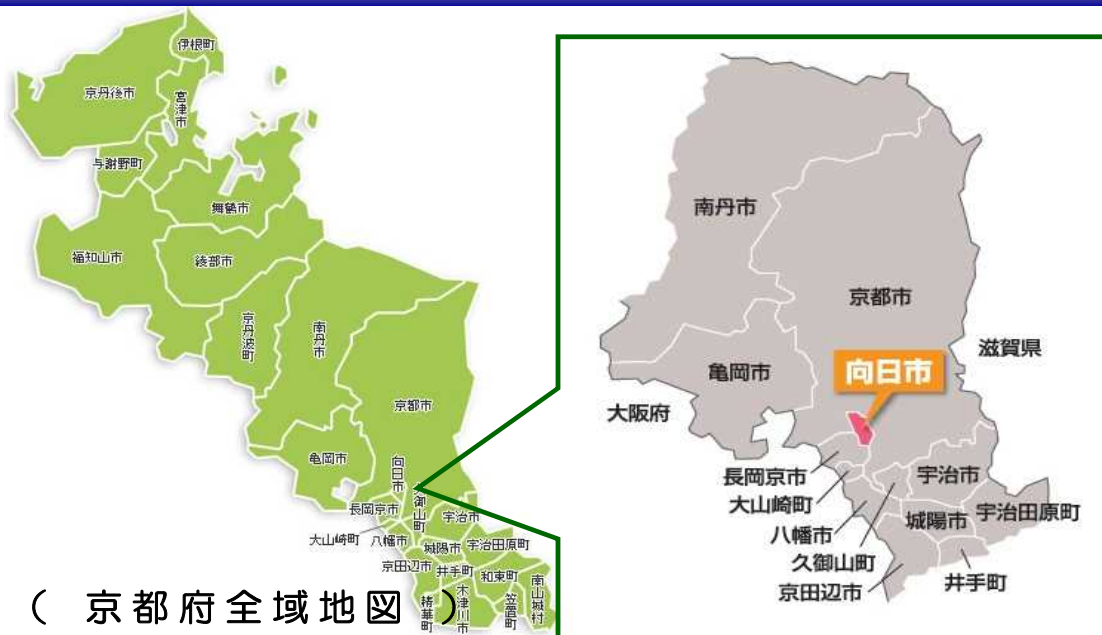 伊根町
京丹後市
宮津市
与謝野町
舞鶴市
福知山市
綾部市
京丹波町
南丹市
京都市
亀岡市
向日市
長岡京市
久御山町
宇治市
大山崎町
八幡市
城陽市
宇治田原町
京田辺市
井手町
和束町
南山城村
精華町
木津川市
笠置町
( 京都府全域地図 )
南丹市
京都市
滋賀県
亀岡市
向日市
大阪府
長岡京市
宇治市
大山崎町
城陽市
宇治田原町
八幡市
久御山町
井手町
京田辺市